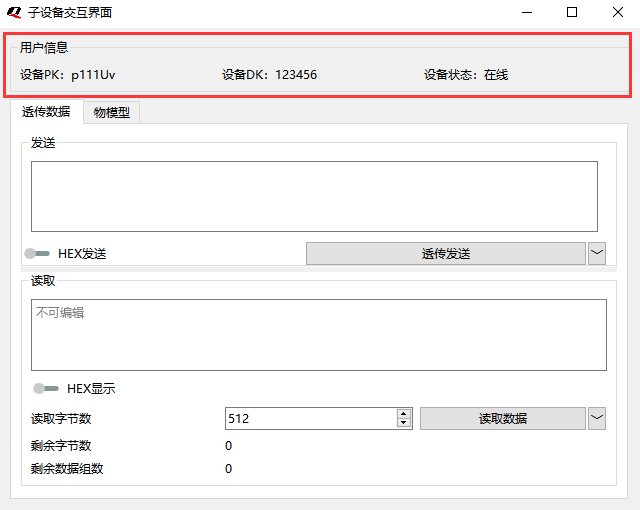 子设备交互界面
用户信息
设备PK：p111Uv 设备DK：123456 设备状态：在线
透传数据 物模型
发送
HEX发送 透传发送
读取
不可编辑
HEX显示
读取字节数 512 读取数据
剩余字节数 0
剩余数据组数 0